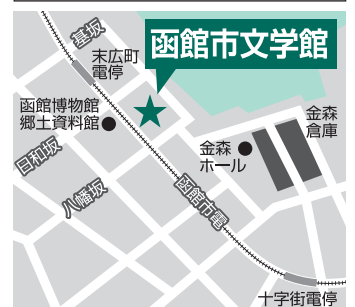 基坂
函館市文学館
末広町
電停
函館博物館
郷土資料館
金森
倉庫
金森
ホール
日和坂
八幡坂
函館市電
十字街電停